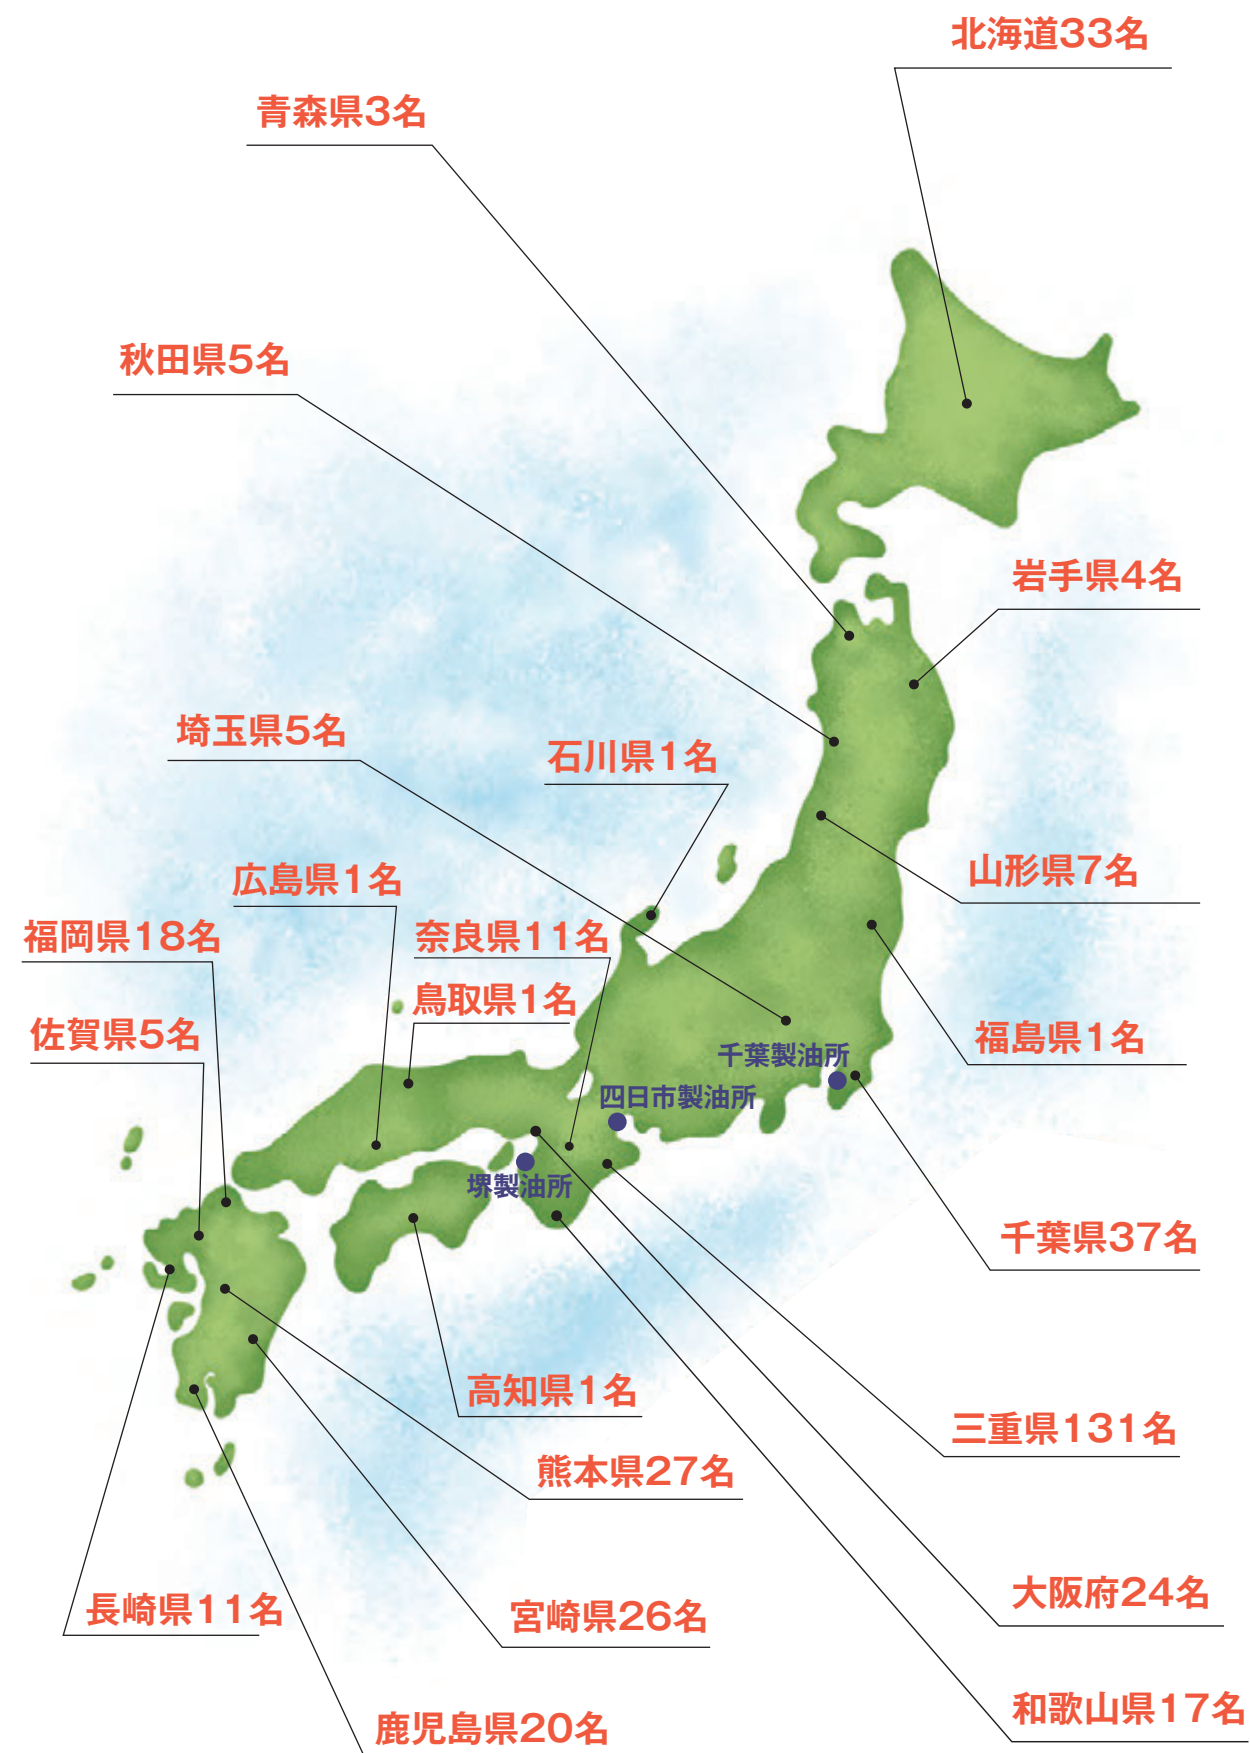 北海道33名
青森県3名
秋田県5名
岩手県4名
埼玉県5名
石川県1名
山形県7名
広島県1名
福岡県18名
奈良県11名
鳥取県1名
佐賀県5名
福島県1名
千葉製油所
四日市製油所
堺製油所
千葉県37名
高知県1名
三重県131名
熊本県27名
大阪府24名
長崎県11名
宮崎県26名
和歌山県17名
鹿児島県20名